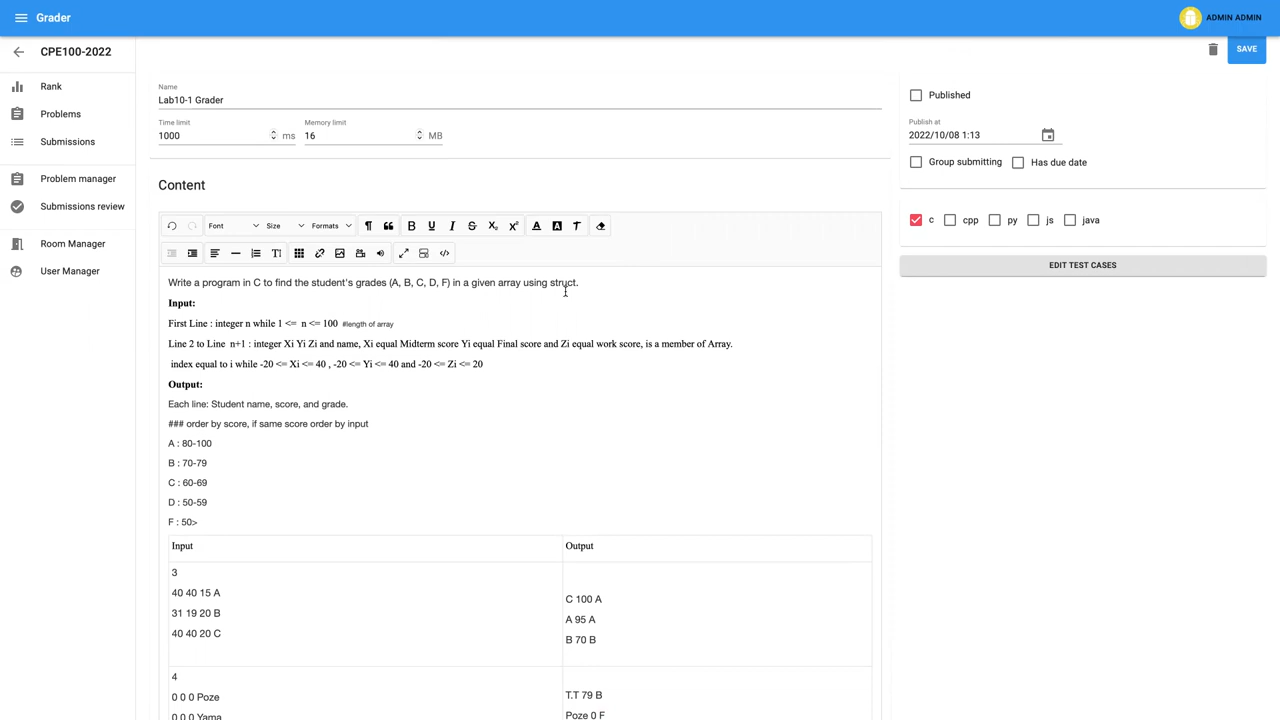 Grader
ADMIN ADMIN
CPE100-2022
SAVE
Rank
Problems
Submissions
Problem manager
Submissions review
Room Manager
User Manager
Name
Lab10-1 Grader
Time limit
Memory limit
1000 ms
16 MB
Content
Font Size Formats
Write a program in C to find the student's grades (A, B, C, D, F) in a given array using struct.
Input:
First Line : integer n while 1 <= n <= 100 #length of array
Line 2 to Line n+1 : integer Xi Yi Zi and name, Xi equal Midterm score Yi equal Final score and Zi equal work score, is a member of Array.
index equal to i while -20 <= Xi <= 40 , -20 <= Yi <= 40 and -20 <= Zi <= 20
Output:
Each line: Student name, score, and grade.
### order by score, if same score order by input
A : 80-100
B : 70-79
C : 60-69
D : 50-59
F : 50>
Input
3
40 40 15 A
31 19 20 B
40 40 20 C
Output
C 100 A
A 95 A
B 70 B
4
0 0 0 Poze
0 0 0 Yama
T.T 79 B
Poze 0 F
Published
Publish at
2022/10/08 1:13
Group submitting
Has due date
c cpp py js java
EDIT TEST CASES